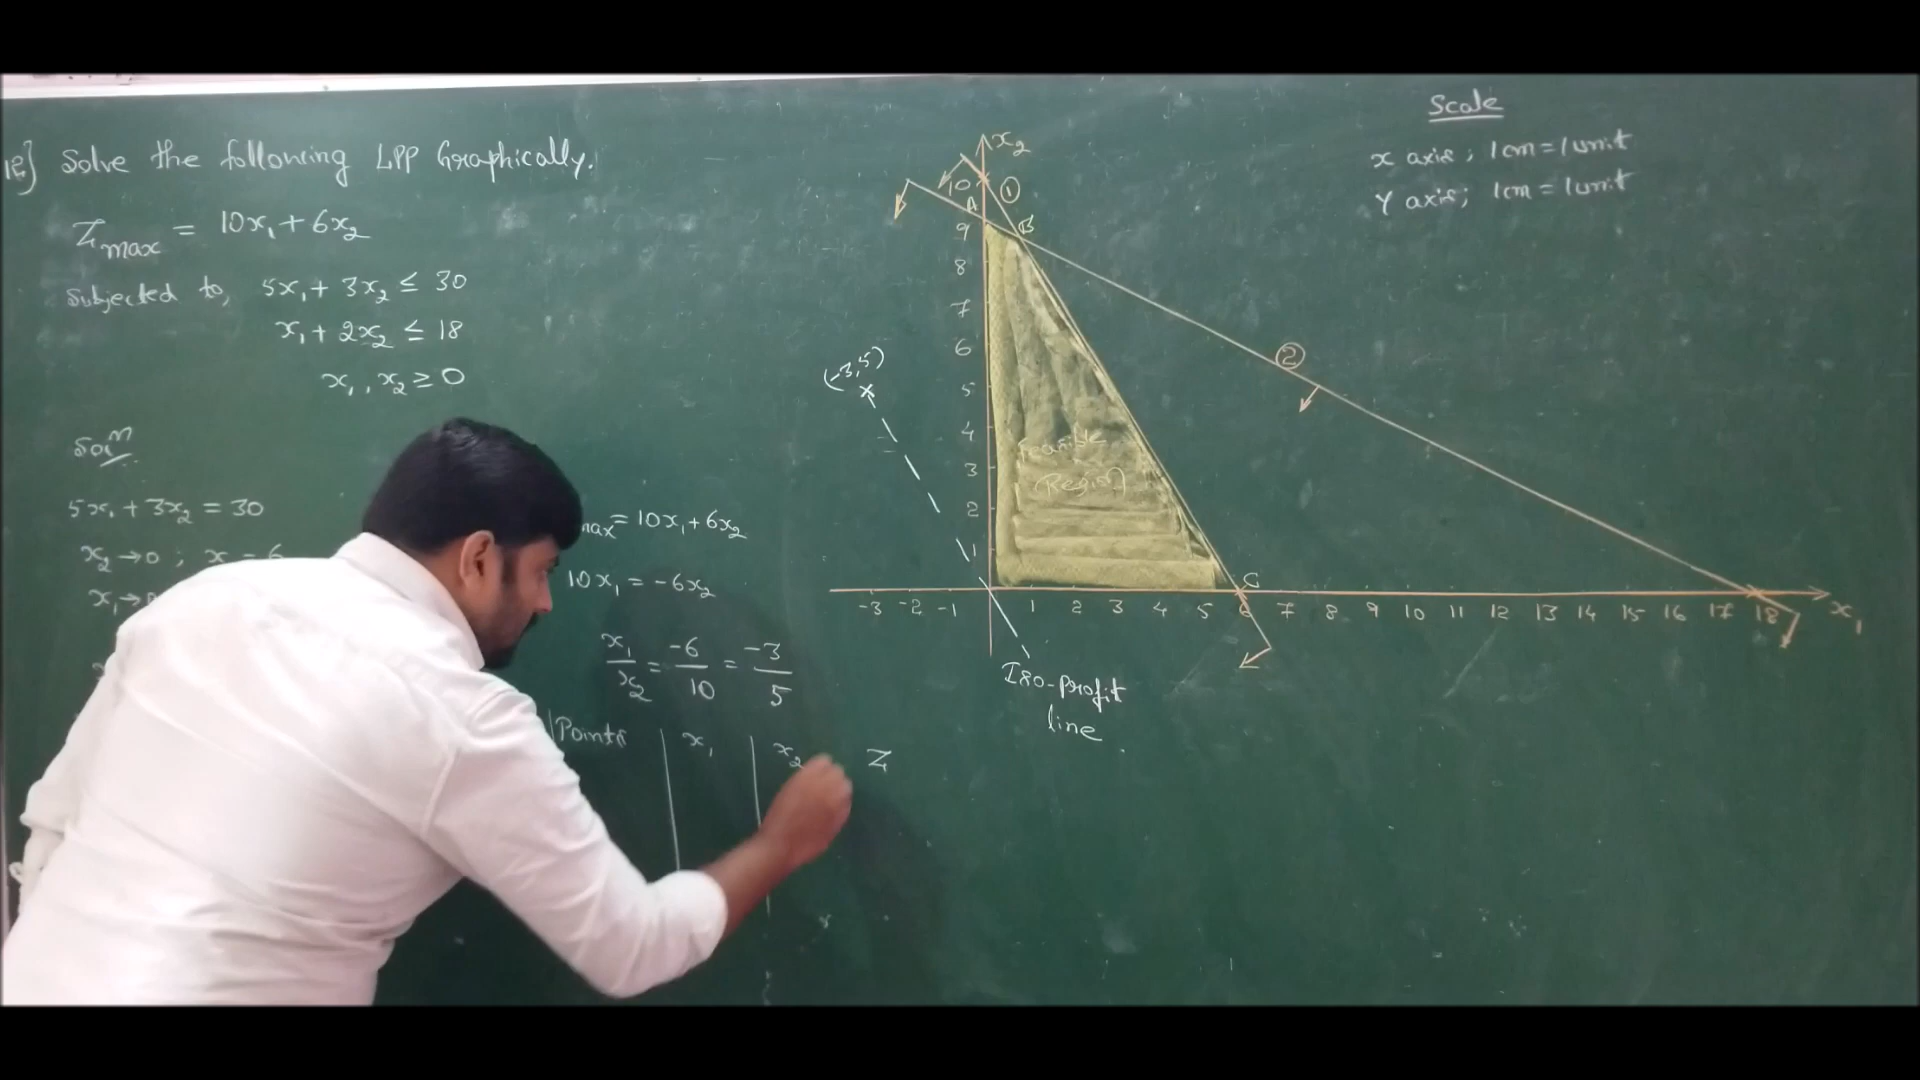 Solve the following LPP Graphically.
Zmax = 10x₁ + 6x₂
Subjected to, 5x₁ + 3x₂ ≤ 30
x₁ + 2x₂ ≤ 18
x₁, x₂ ≥ 0
Solⁿ
5x₁ + 3x₂ = 30
x₂ → 0 ;
x₁ →
max = 10x₁ + 6x₂
10x₁ = -6x₂
x₁/x₂ = -6/10 = -3/5
Points x₁ x₂ Z
Scale
x axis ; 1cm = 1unit
Y axis ; 1cm = 1unit
x₂
10 ①
A
9 B
8
7
6 ②
(-3,5)
5
4
Feasible
3
(Region)
2
1
C
-3 -2 -1 1 2 3 4 5 6 7 8 9 10 11 12 13 14 15 16 17 18 x₁
Iso-profit
line